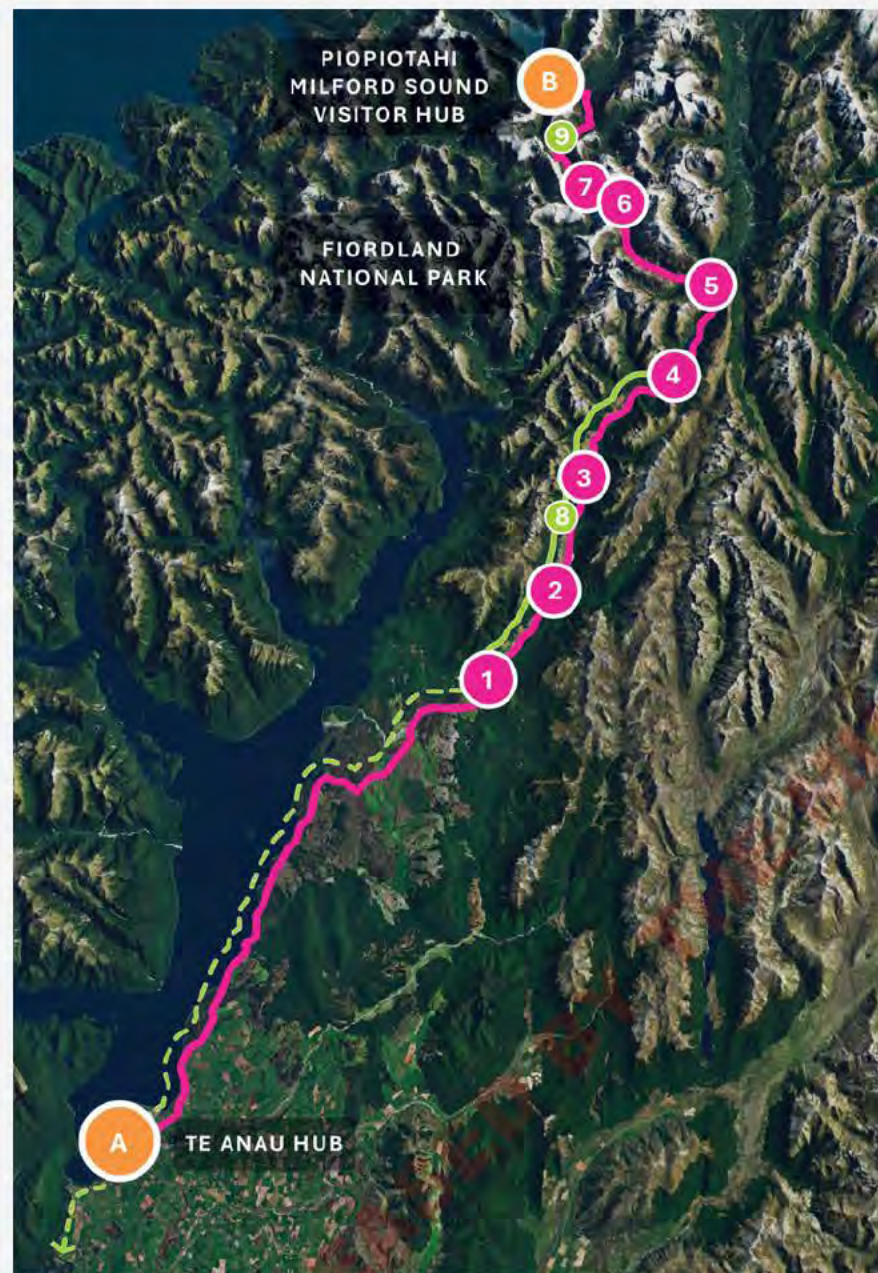 PIOPIOTAHI
MILFORD SOUND
VISITOR HUB
B
9
7
6
FIORDLAND
NATIONAL PARK
5
4
3
8
2
1
A
TE ANAU HUB